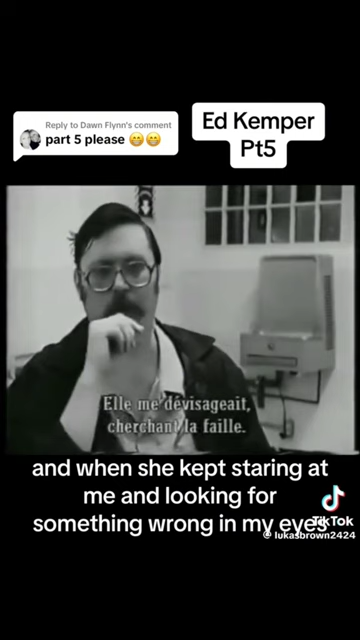 Reply to Dawn Flynn's comment
part 5 please 😁😁
Ed Kemper
Pt5
Elle me dévisageait,
cherchant la faille.
and when she kept staring at
me and looking for
something wrong in my eyes
TikTok
@ lukasbrown2424